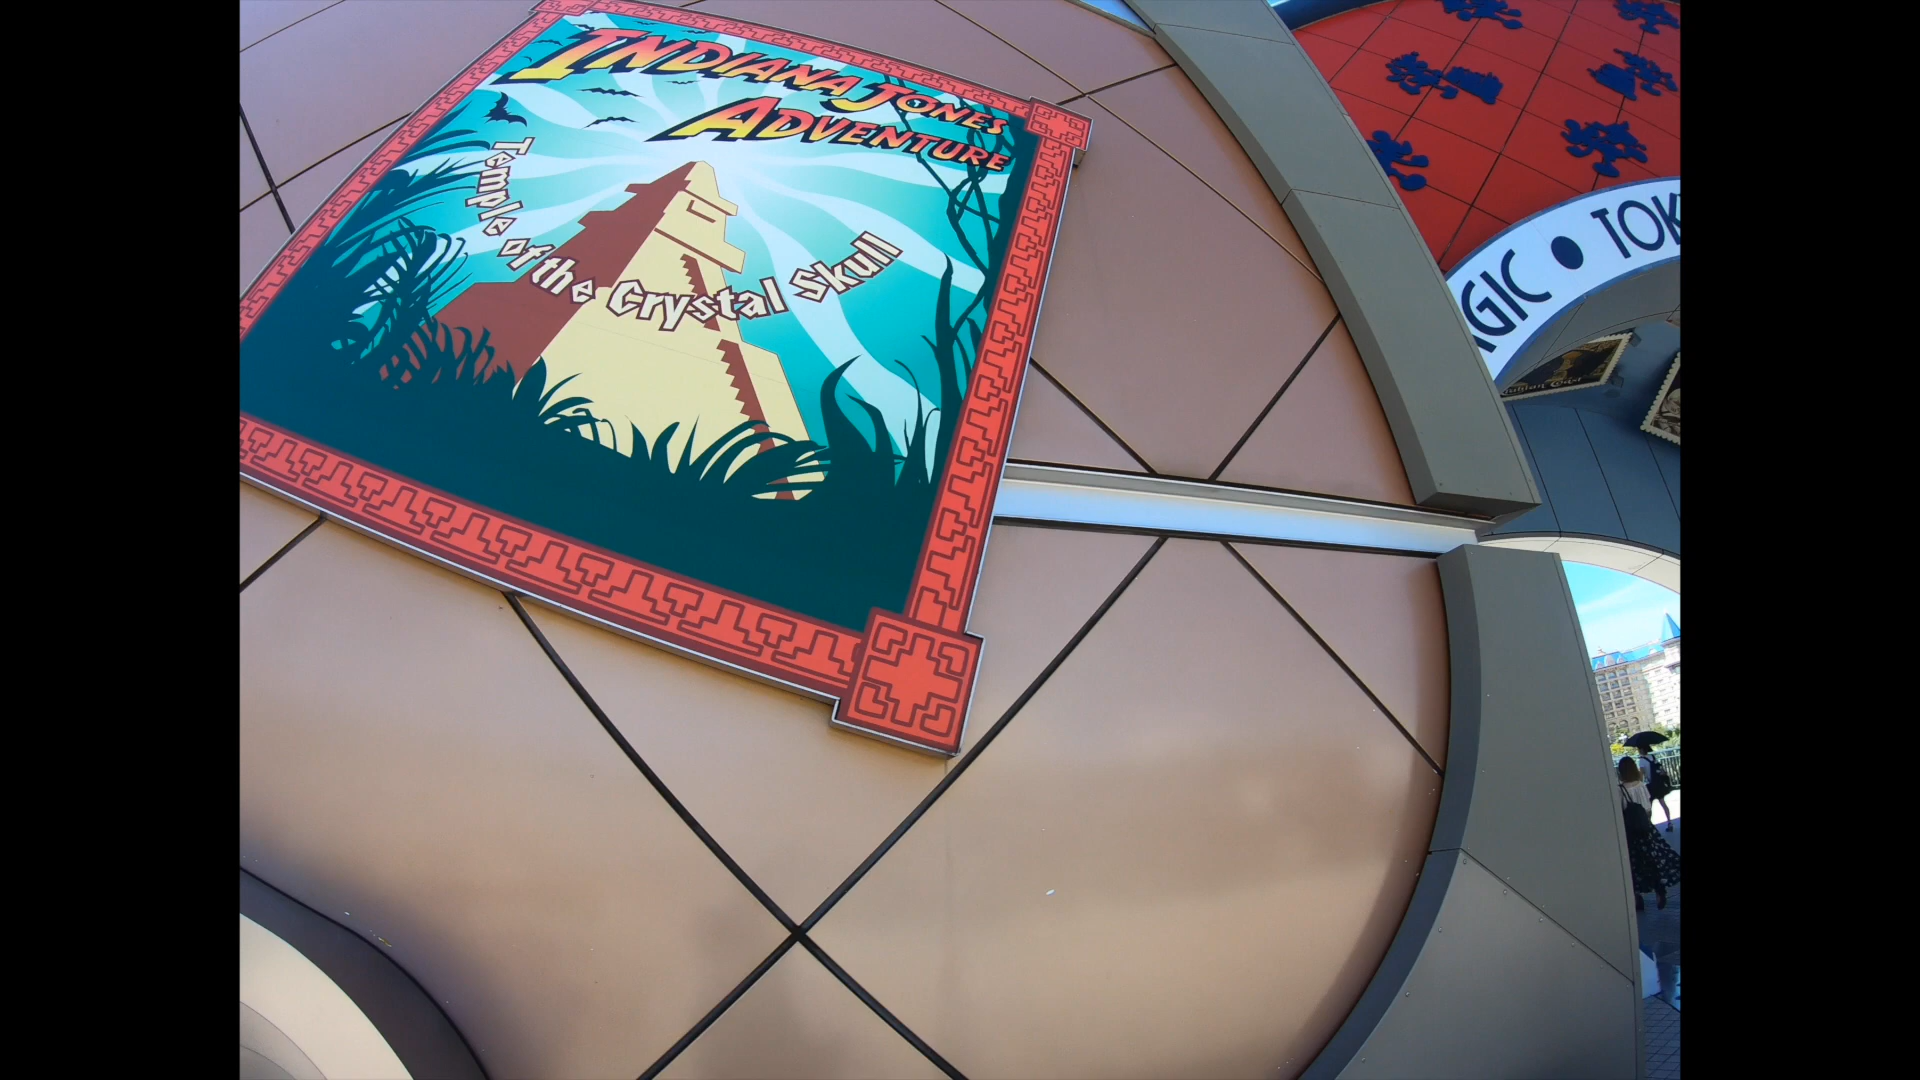 INDIANA JONES
ADVENTURE
Temple of the Crystal Skull
AGIC • TOK